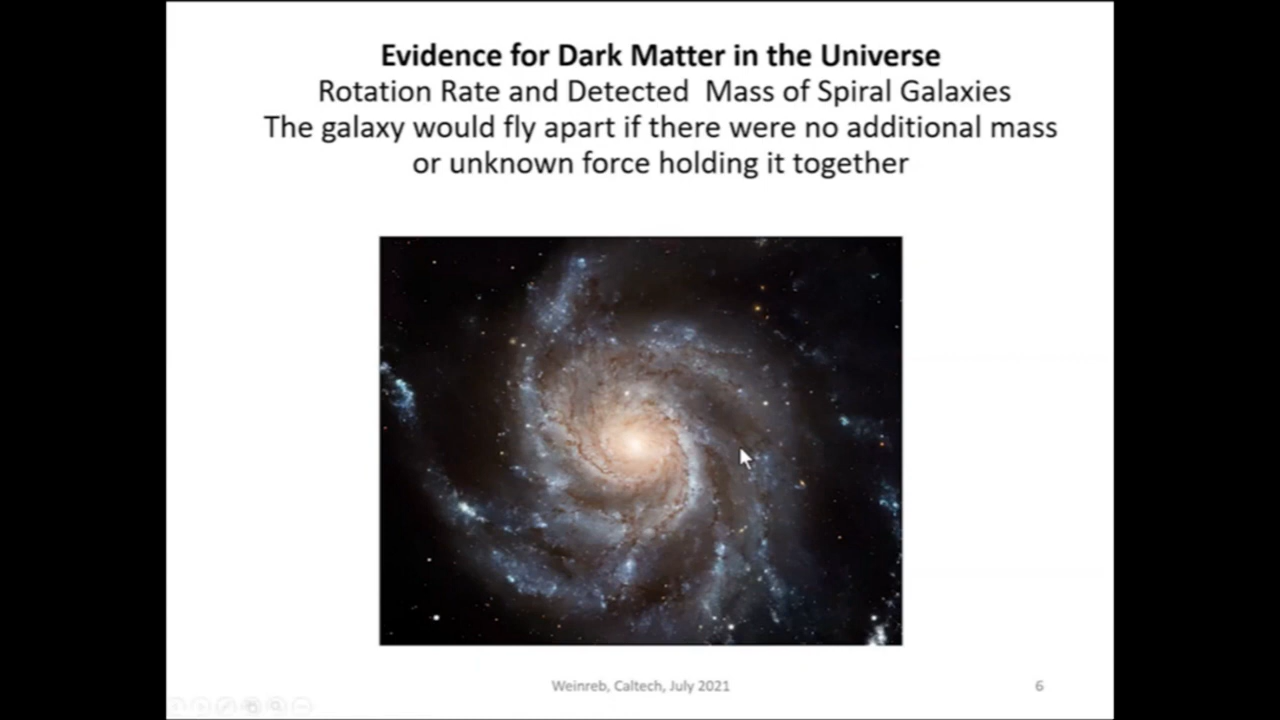 Evidence for Dark Matter in the Universe
Rotation Rate and Detected  Mass of Spiral Galaxies
The galaxy would fly apart if there were no additional mass
or unknown force holding it together
Weinreb, Caltech, July 2021
6